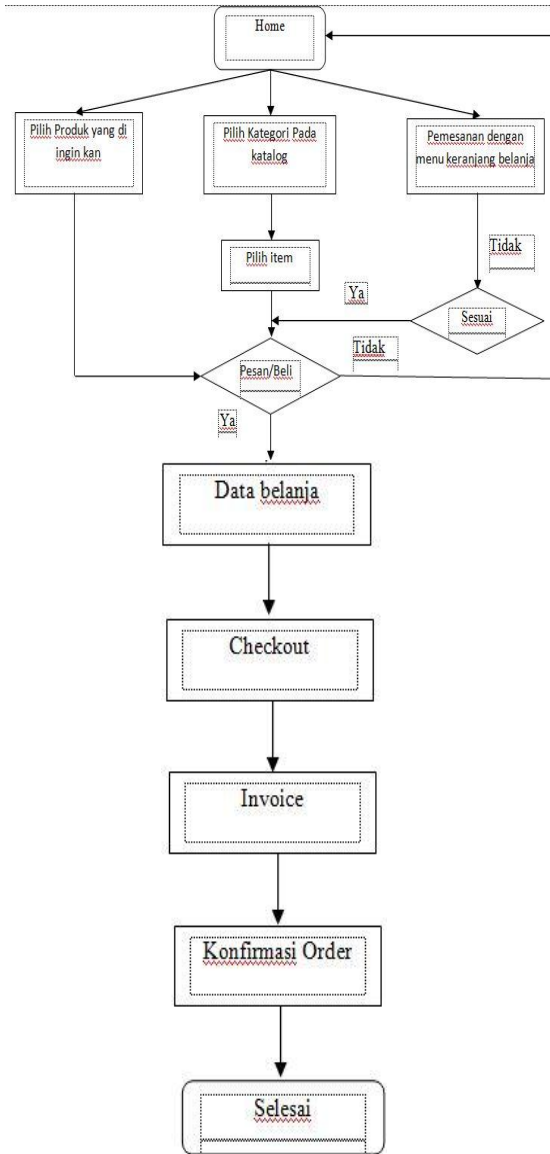 Home
Pilih Produk yang di
ingin kan
Pilih Kategori Pada
katalog
Pemesanan dengan
menu keranjang belanja
Pilih item
Tidak
Ya
Sesuai
Pesan/Beli
Tidak
Ya
Data belanja
Checkout
Invoice
Konfirmasi Order
Selesai